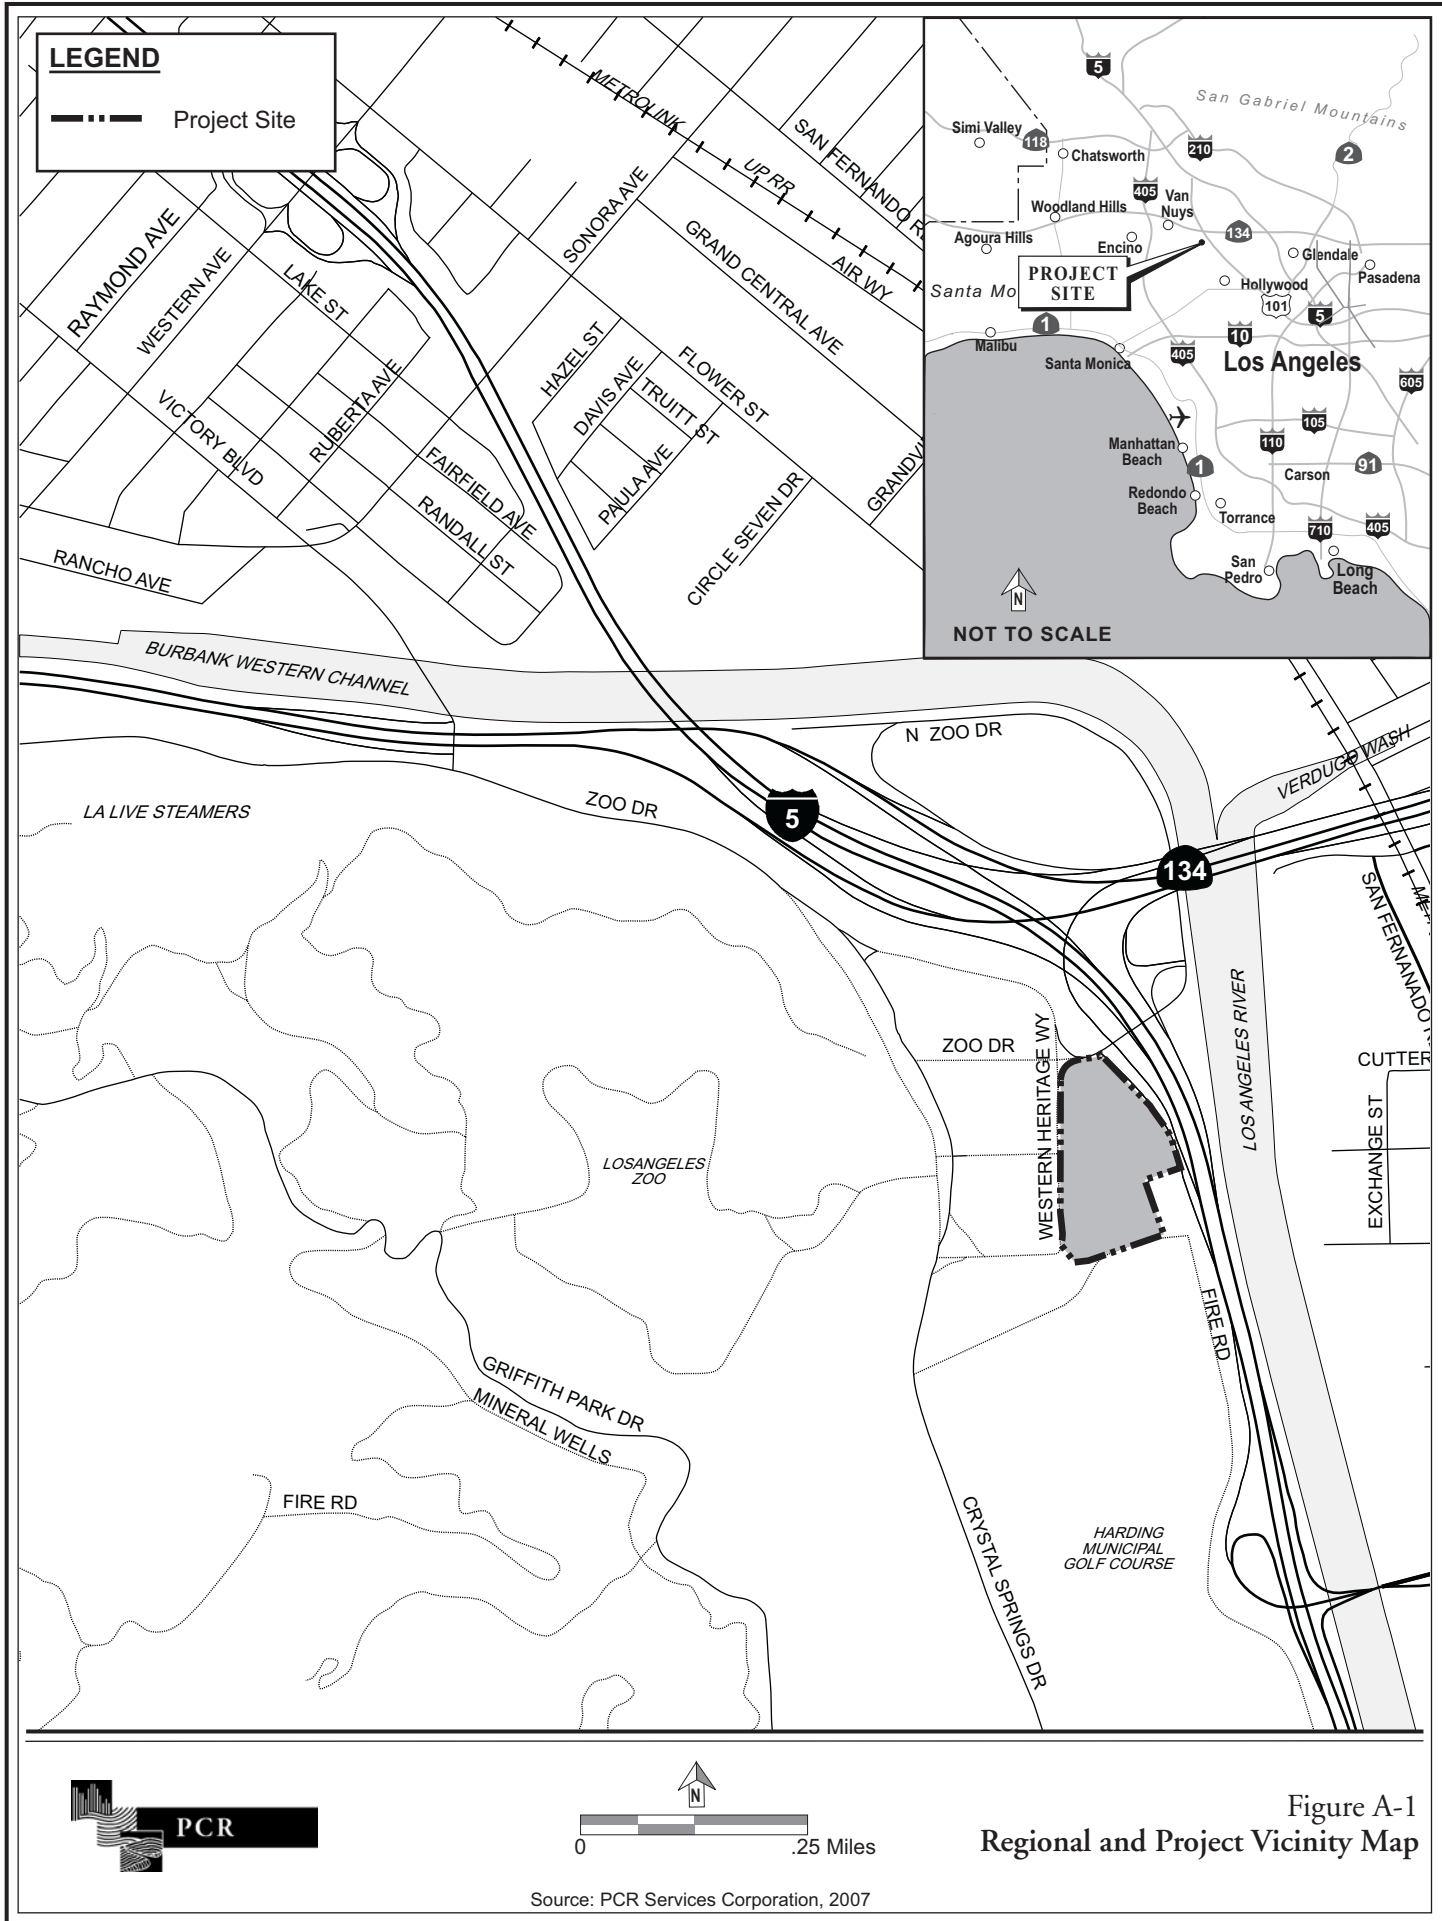 LEGEND
Project Site
METROLINK
UP RR
SAN FERNANDO R
SONORA AVE
GRAND CENTRAL AVE
AIR WY
RAYMOND AVE
WESTERN AVE
LAKE ST
HAZEL ST
DAVIS AVE
TRUITT ST
FLOWER ST
VICTORY BLVD
RUBERTA AVE
FAIRFIELD AVE
RANDALL ST
PAULA AVE
CIRCLE SEVEN DR
GRANDVI
RANCHO AVE
BURBANK WESTERN CHANNEL
5
San Gabriel Mountains
Simi Valley
118
Chatsworth
210
2
405
Van
Nuys
Woodland Hills
134
Agoura Hills
Encino
Glendale
Pasadena
PROJECT
SITE
Santa Mo
Hollywood
101
1
5
10
Malibu
Santa Monica
405
Los Angeles
605
105
110
Manhattan
Beach
1
91
Carson
Redondo
Beach
Torrance
710
405
San
Pedro
Long
Beach
N
NOT TO SCALE
N ZOO DR
VERDUGO WASH
LA LIVE STEAMERS
ZOO DR
5
134
SAN FERNANADO R
ME
LOS ANGELES RIVER
ZOO DR
WESTERN HERITAGE WY
CUTTER
EXCHANGE ST
LOSANGELES
ZOO
FIRE RD
GRIFFITH PARK DR
MINERAL WELLS
FIRE RD
CRYSTAL SPRINGS DR
HARDING
MUNICIPAL
GOLF COURSE
PCR
N
0
.25 Miles
Figure A-1
Regional and Project Vicinity Map
Source: PCR Services Corporation, 2007